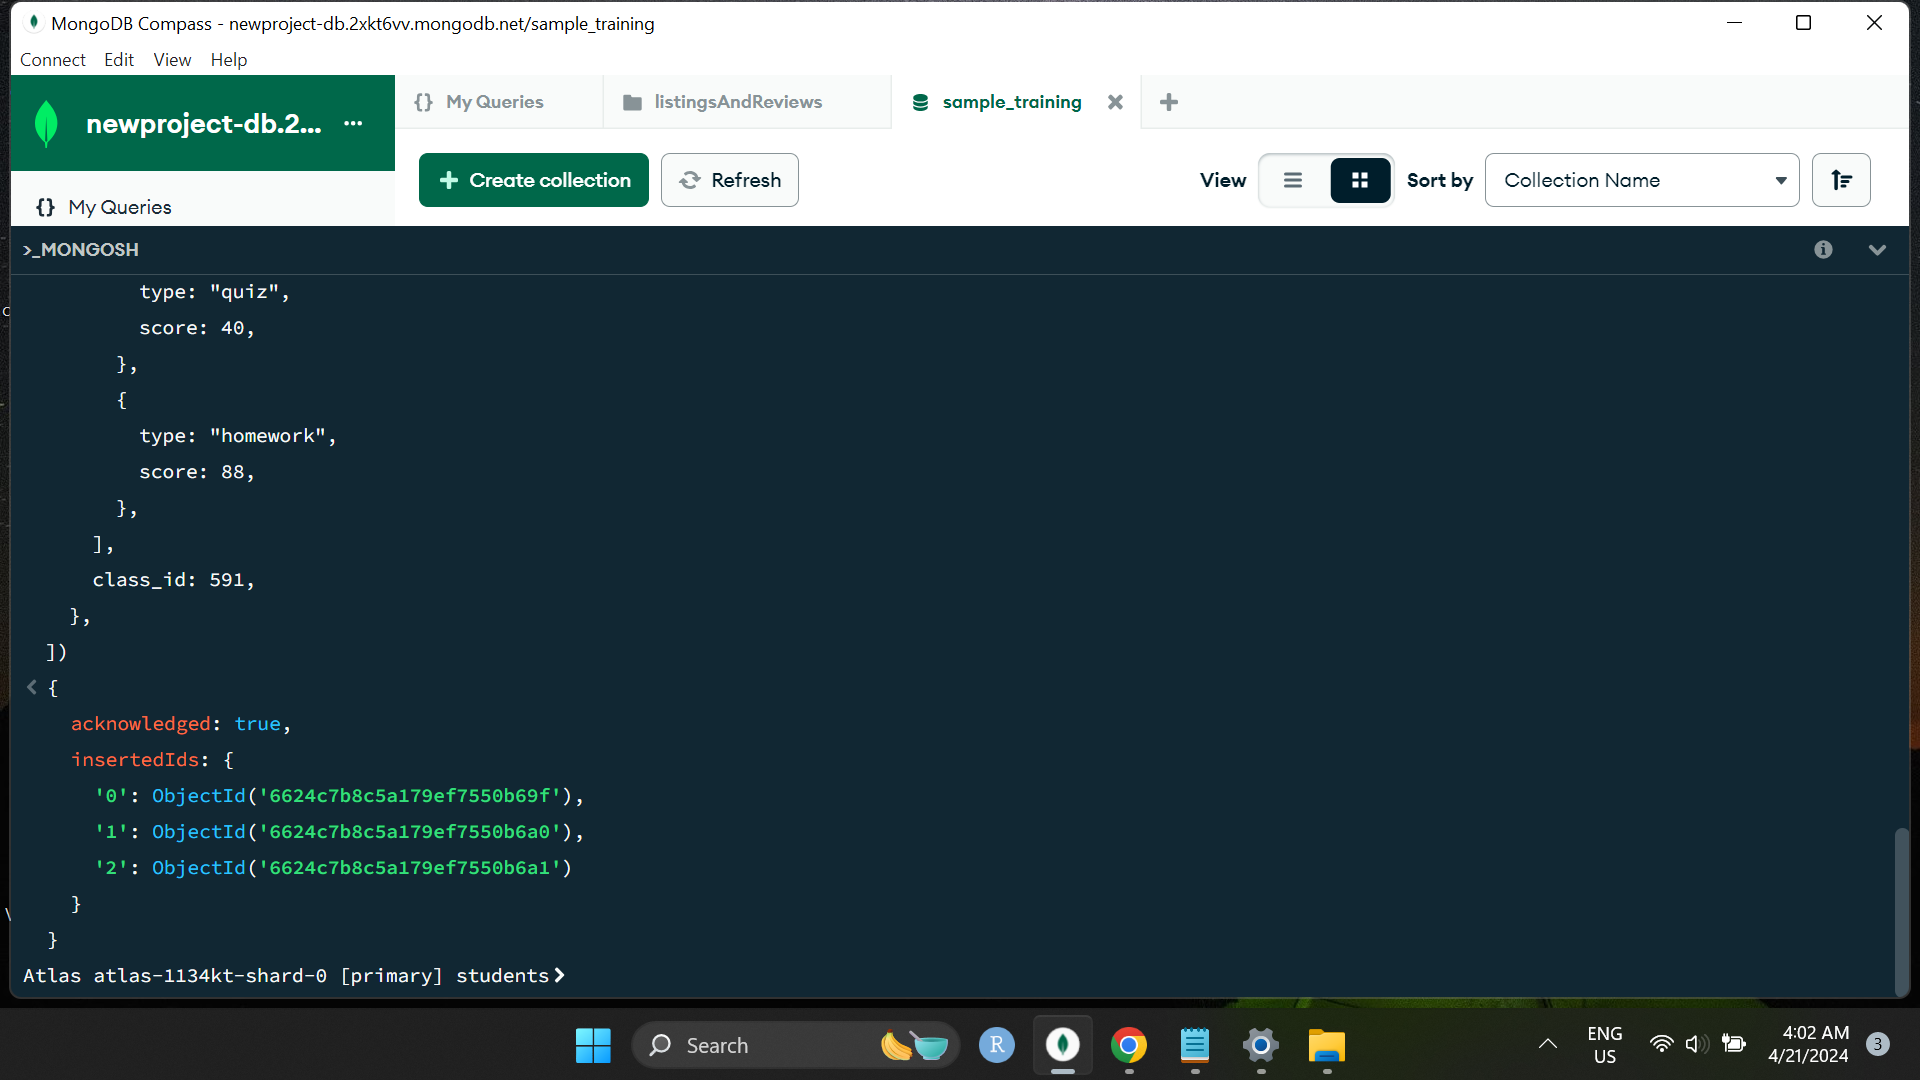 MongoDB Compass - newproject-db.2xkt6vv.mongodb.net/sample_training
Connect Edit View Help
newproject-db.2... ...
{} My Queries
{} My Queries
listingsAndReviews
sample_training
+ Create collection
Refresh
View
Sort by
Collection Name
>_MONGOSH
type: "quiz",
score: 40,
},
{
type: "homework",
score: 88,
},
],
class_id: 591,
},
])
< {
acknowledged: true,
insertedIds: {
'0': ObjectId('6624c7b8c5a179ef7550b69f'),
'1': ObjectId('6624c7b8c5a179ef7550b6a0'),
'2': ObjectId('6624c7b8c5a179ef7550b6a1')
}
}
Atlas atlas-1134kt-shard-0 [primary] students>
Search
R
ENG
US
4:02 AM
4/21/2024
3